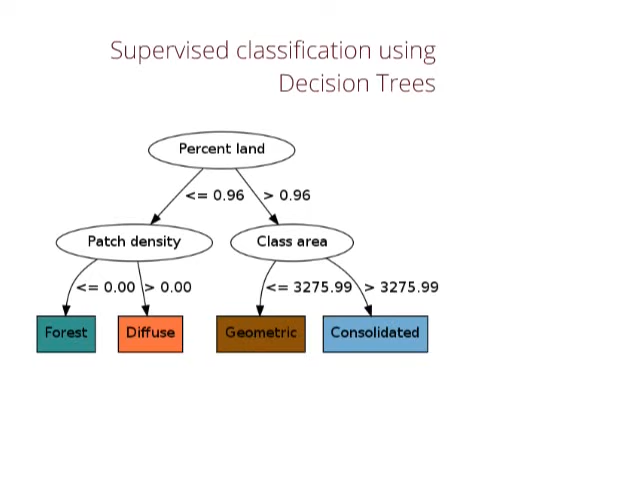 Supervised classification using
Decision Trees
Percent land
<= 0.96
> 0.96
Patch density
Class area
<= 0.00
> 0.00
<= 3275.99
> 3275.99
Forest
Diffuse
Geometric
Consolidated